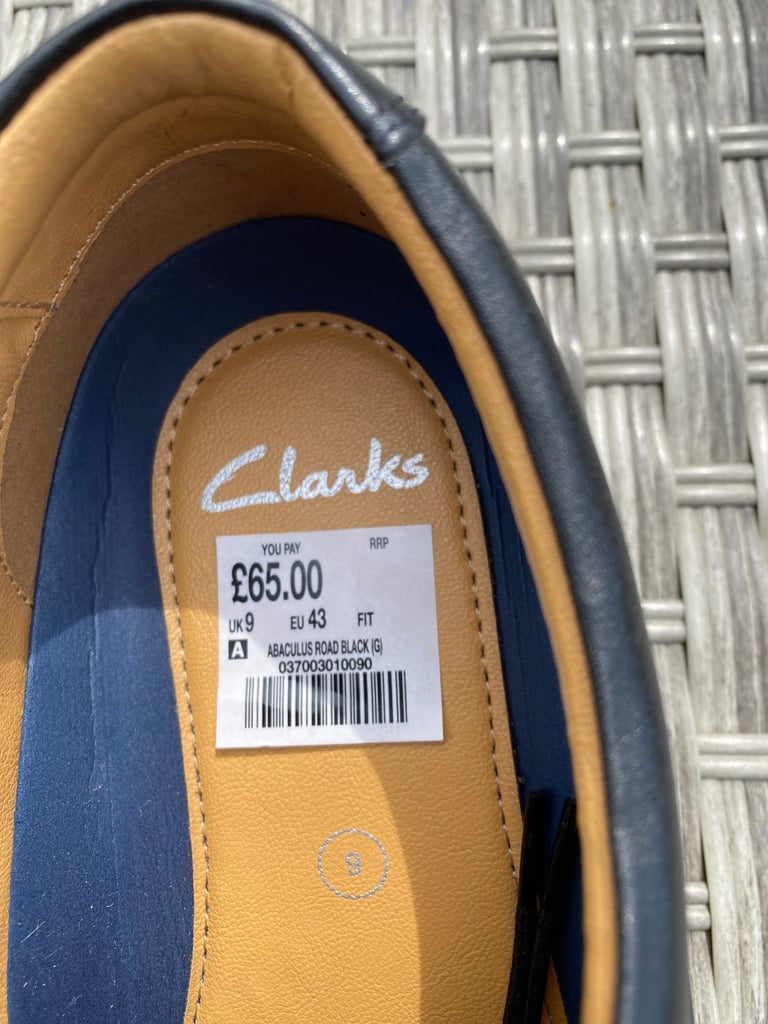 Clarks
YOU PAY RRP
£65.00
UK 9 EU 43 FIT
A ABACULUS ROAD BLACK (G)
037003010090
9